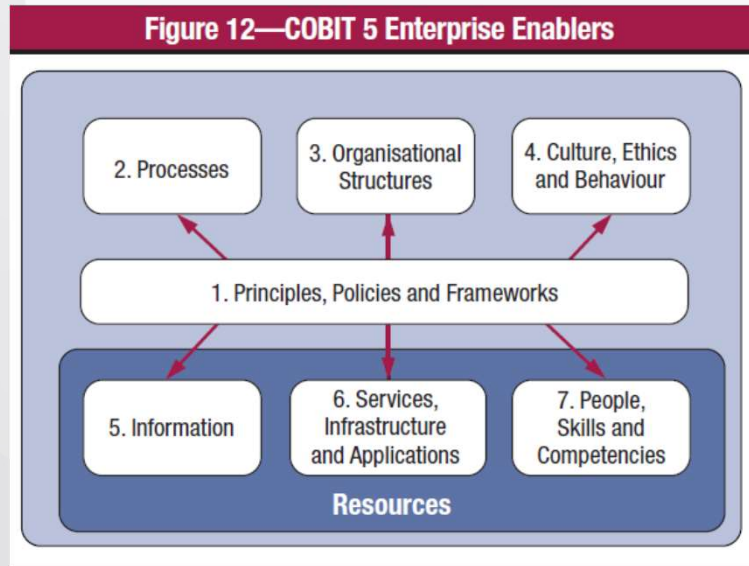 Figure 12—COBIT 5 Enterprise Enablers
2. Processes
3. Organisational
Structures
4. Culture, Ethics
and Behaviour
1. Principles, Policies and Frameworks
5. Information
6. Services,
Infrastructure
and Applications
7. People,
Skills and
Competencies
Resources